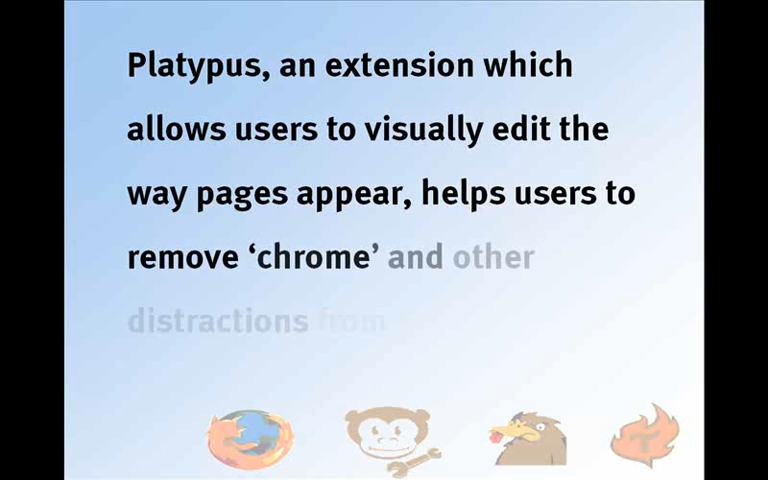 Platypus, an extension which
allows users to visually edit the
way pages appear, helps users to
remove ‘chrome’ and other
distractions from